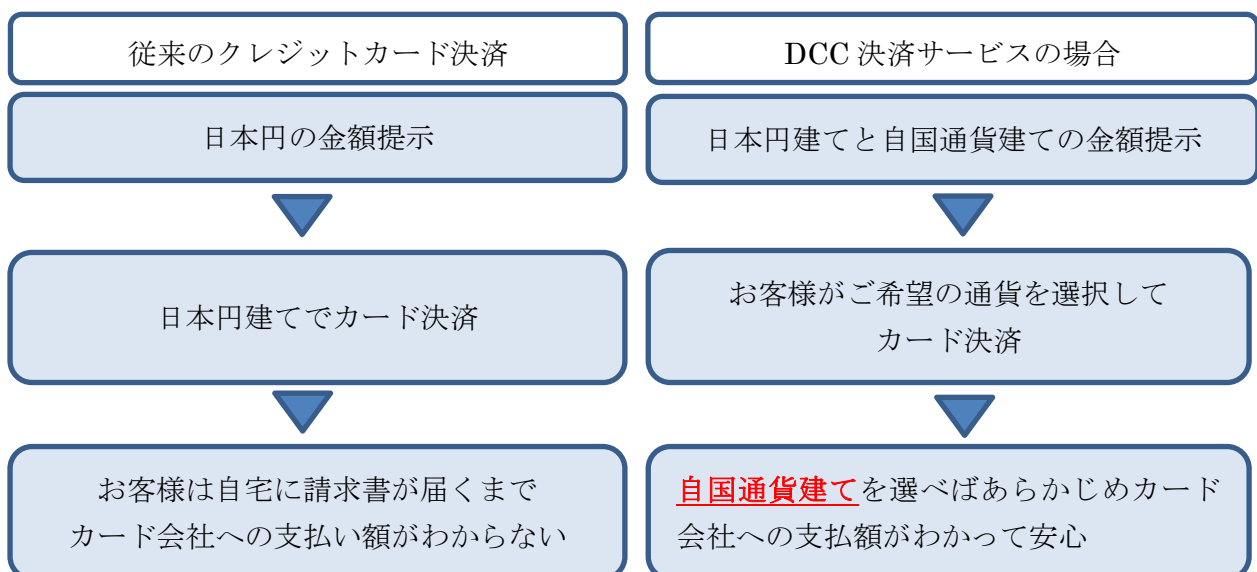 従来のクレジットカード決済
日本円の金額提示
日本円建てでカード決済
お客様は自宅に請求書が届くまで
カード会社への支払い額がわからない
DCC 決済サービスの場合
日本円建てと自国通貨建ての金額提示
お客様がご希望の通貨を選択して
カード決済
自国通貨建てを選べばあらかじめカード
会社への支払額がわかって安心